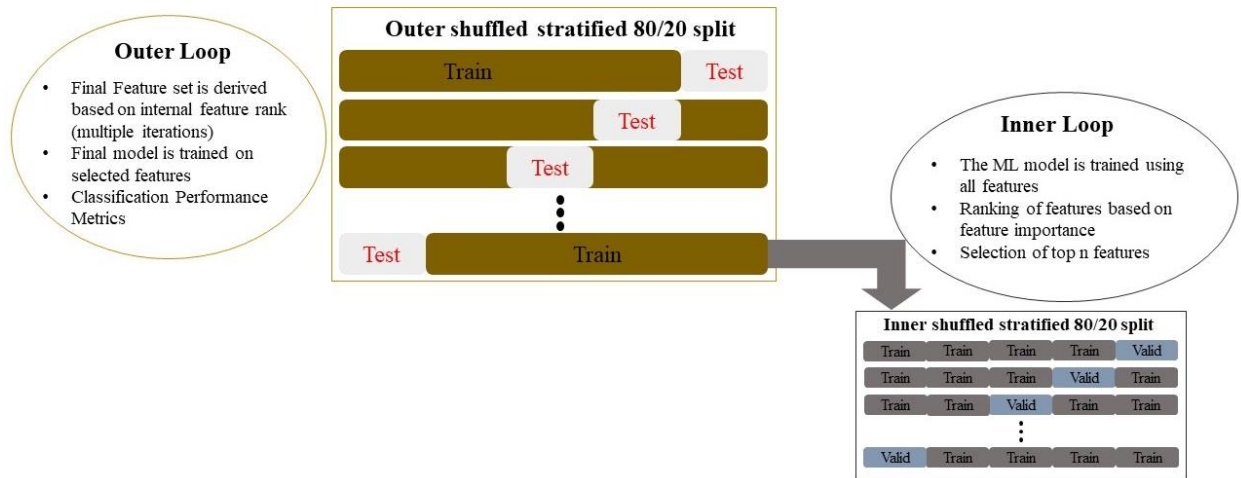 Outer Loop
• Final Feature set is derived
based on internal feature rank
(multiple iterations)
• Final model is trained on
selected features
• Classification Performance
Metrics
Outer shuffled stratified 80/20 split
Train Test
Test
Test
Test Train
Inner Loop
• The ML model is trained using
all features
• Ranking of features based on
feature importance
• Selection of top n features
Inner shuffled stratified 80/20 split
Train Train Train Train Valid
Train Train Train Valid Train
Train Train Valid Train Train
Valid Train Train Train Train